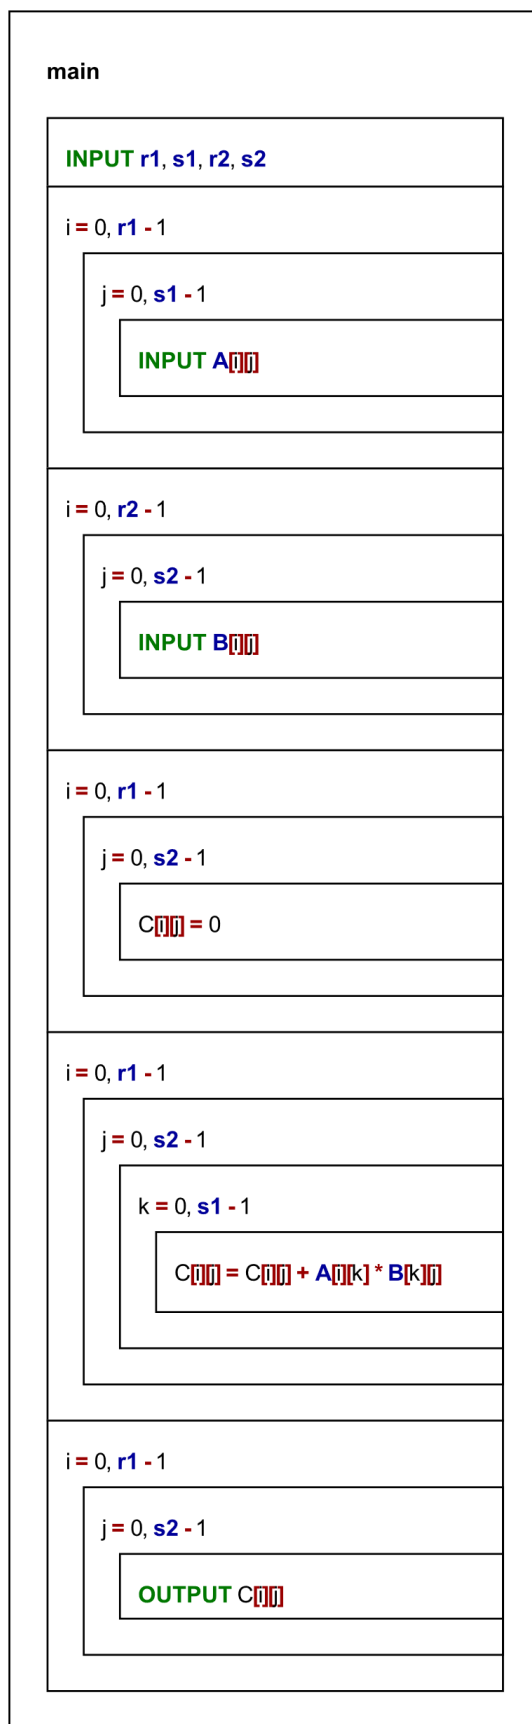 main
INPUT r1, s1, r2, s2
i = 0, r1 - 1
j = 0, s1 - 1
INPUT A[i][j]
i = 0, r2 - 1
j = 0, s2 - 1
INPUT B[i][j]
i = 0, r1 - 1
j = 0, s2 - 1
C[i][j] = 0
i = 0, r1 - 1
j = 0, s2 - 1
k = 0, s1 - 1
C[i][j] = C[i][j] + A[i][k] * B[k][j]
i = 0, r1 - 1
j = 0, s2 - 1
OUTPUT C[i][j]